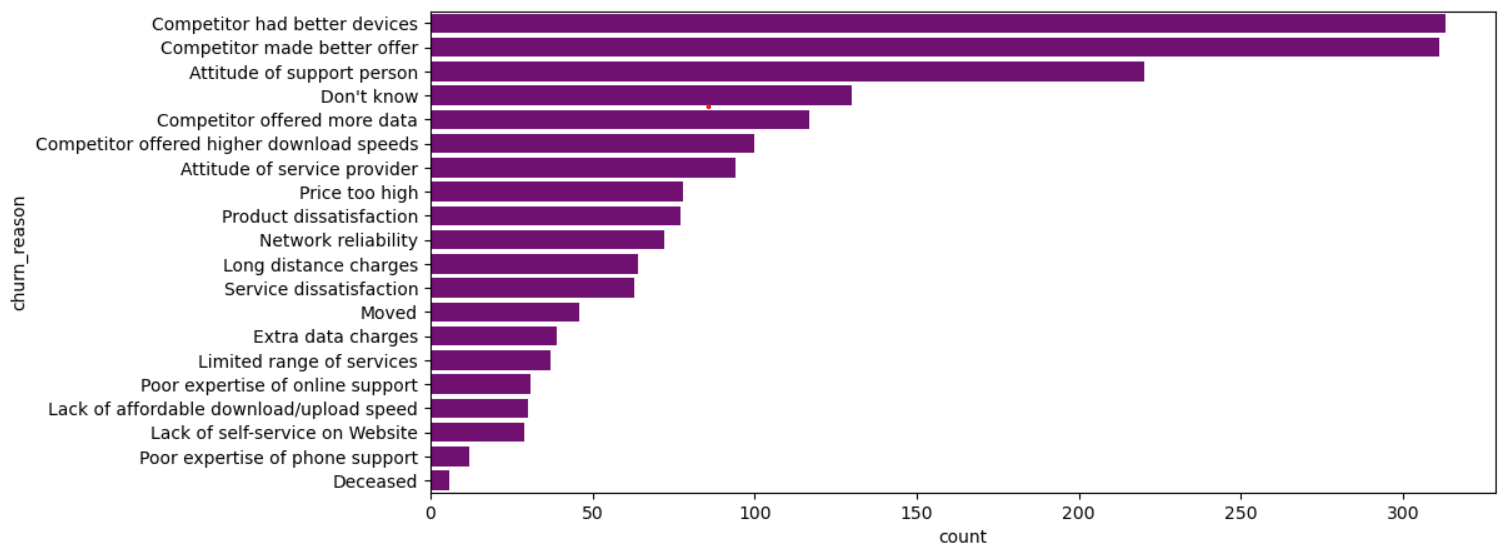 Competitor had better devices
Competitor made better offer
Attitude of support person
Don't know
Competitor offered more data
Competitor offered higher download speeds
Attitude of service provider
Price too high
Product dissatisfaction
Network reliability
Long distance charges
Service dissatisfaction
Moved
Extra data charges
Limited range of services
Poor expertise of online support
Lack of affordable download/upload speed
Lack of self-service on Website
Poor expertise of phone support
Deceased
churn_reason
0 50 100 150 200 250 300
count